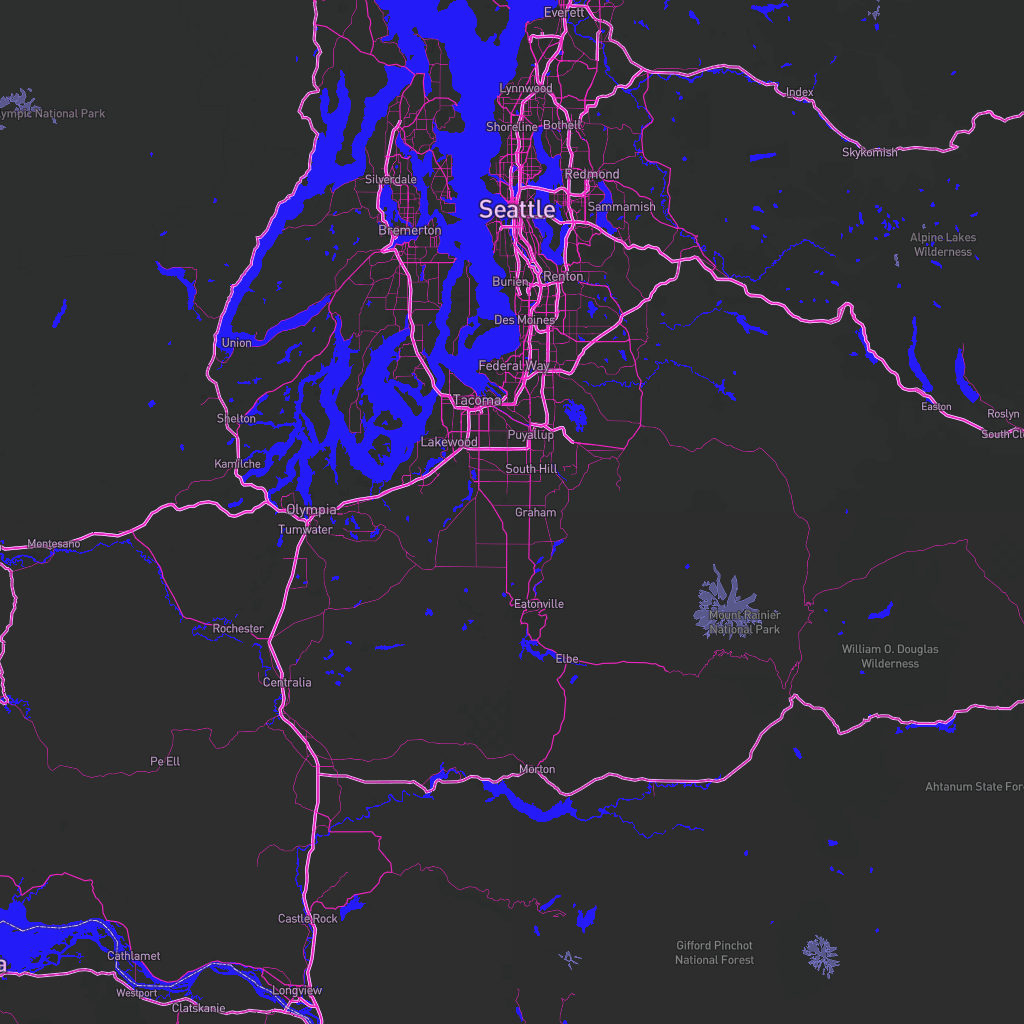 Everett
Lynnwood
Index
lympic National Park
Shoreline
Bothell
Skykomish
Silverdale
Redmond
Seattle
Sammamish
Bremerton
Alpine Lakes
Wilderness
Burien
Renton
Des Moines
Union
Federal Way
Tacoma
Easton
Roslyn
Shelton
Lakewood
Puyallup
South Cl
Kamilche
South Hill
Olympia
Graham
Tumwater
Montesano
Eatonville
Mount Rainier
National Park
Rochester
William O. Douglas
Wilderness
Elbe
Centralia
Pe Ell
Morton
Ahtanum State Fore
Castle Rock
Gifford Pinchot
National Forest
Cathlamet
a
Westport
Longview
Clatskanie